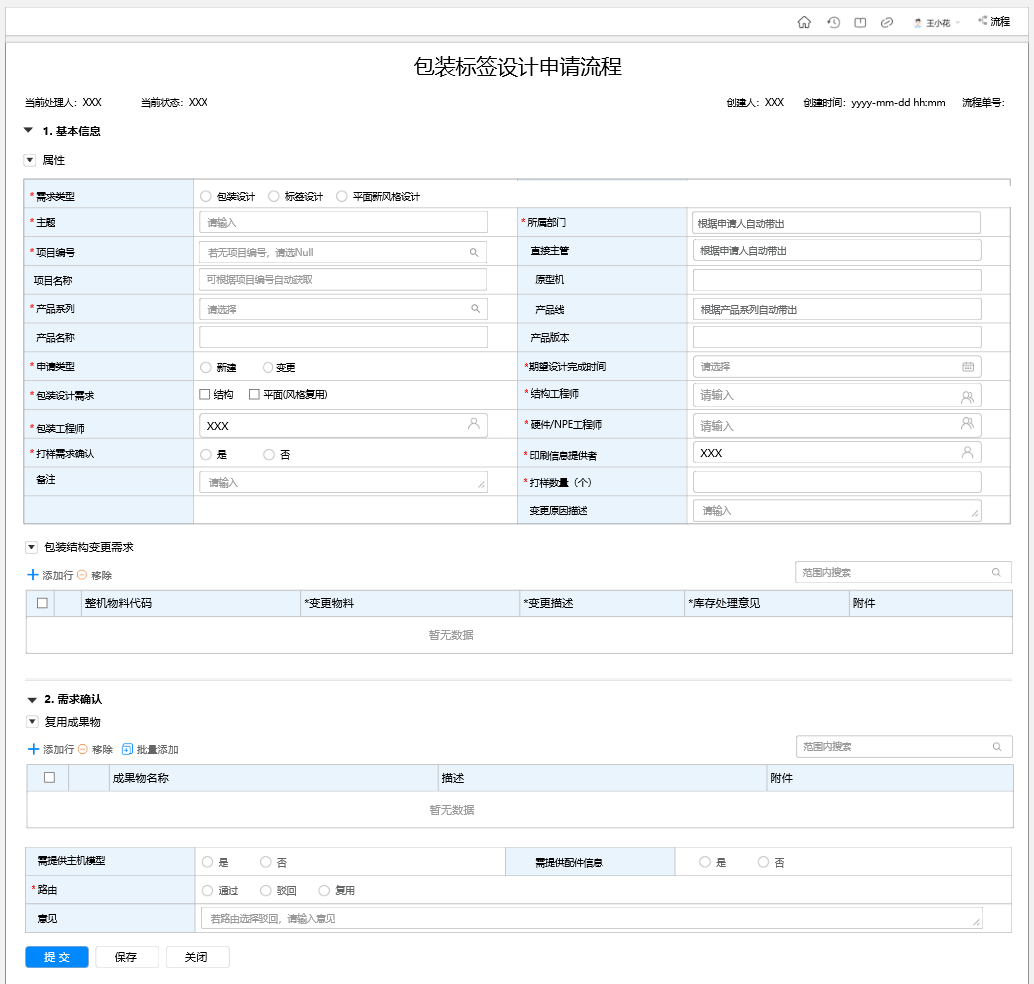 王小花 流程
包装标签设计申请流程
当前处理人: XXX 当前状态: XXX 创建人: XXX 创建时间: yyyy-mm-dd hh:mm 流程单号:
1. 基本信息
属性
*需求类型 包装设计 标签设计 平面新风格设计
*主题 请输入 *所属部门 根据申请人自动带出
*项目编号 若无项目编号，请选Null 直接主管 根据申请人自动带出
项目名称 可根据项目编号自动获取 原型机
*产品系列 请选择 产品线 根据产品系列自动带出
产品名称 产品版本
*申请类型 新建 变更 *期望设计完成时间 请选择
*包装设计需求 结构 平面(风格复用) *结构工程师 请输入
*包装工程师 XXX *硬件/NPE工程师 请输入
*打样需求确认 是 否 *印刷信息提供者 XXX
备注 请输入 *打样数量（个）
变更原因描述 请输入
包装结构变更需求
添加行 移除 范围内搜索
整机物料代码 *变更物料 *变更描述 *库存处理意见 附件
暂无数据
2. 需求确认
复用成果物
添加行 移除 批量添加 范围内搜索
成果物名称 描述 附件
暂无数据
需提供主机模型 是 否 需提供配件信息 是 否
*路由 通过 驳回 复用
意见 若路由选择驳回，请输入意见
提 交 保存 关闭